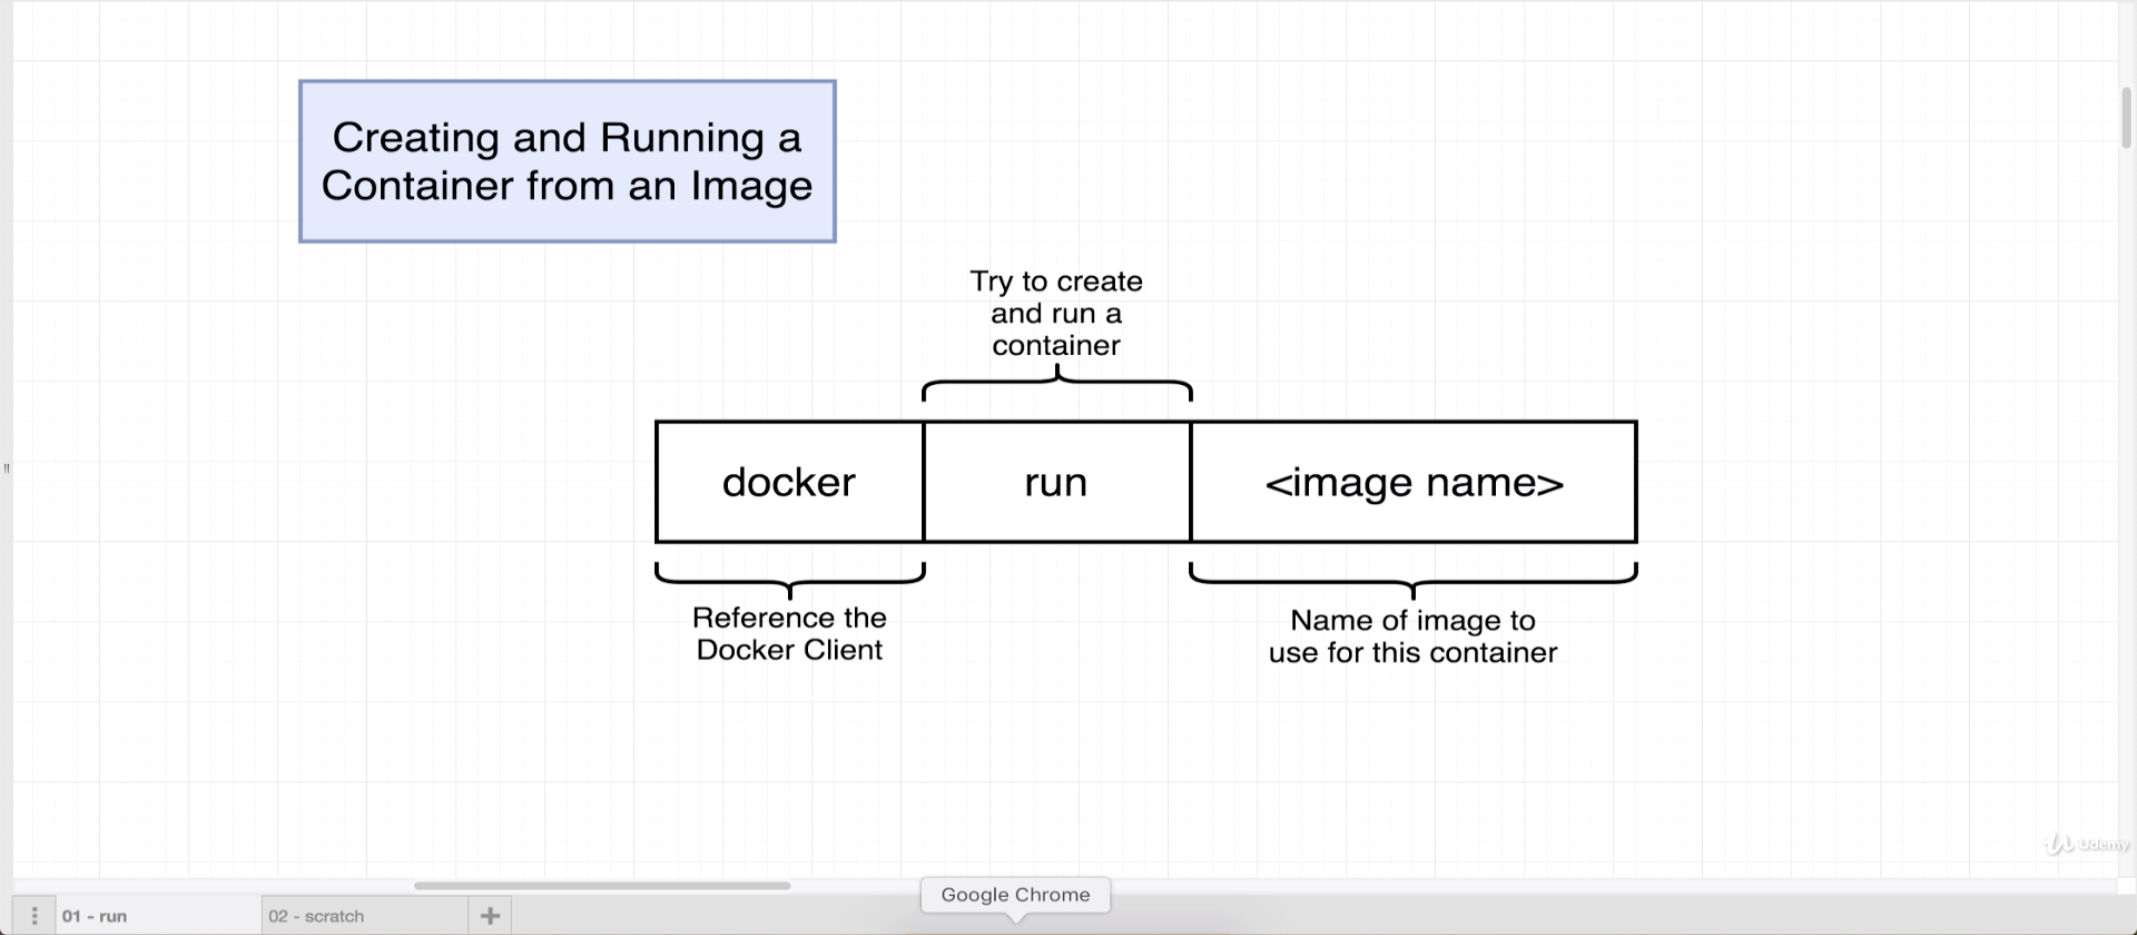 Creating and Running a
Container from an Image
Try to create
and run a
container
docker run <image name>
Reference the
Docker Client
Name of image to
use for this container
Udemy
Google Chrome
01 - run
02 - scratch